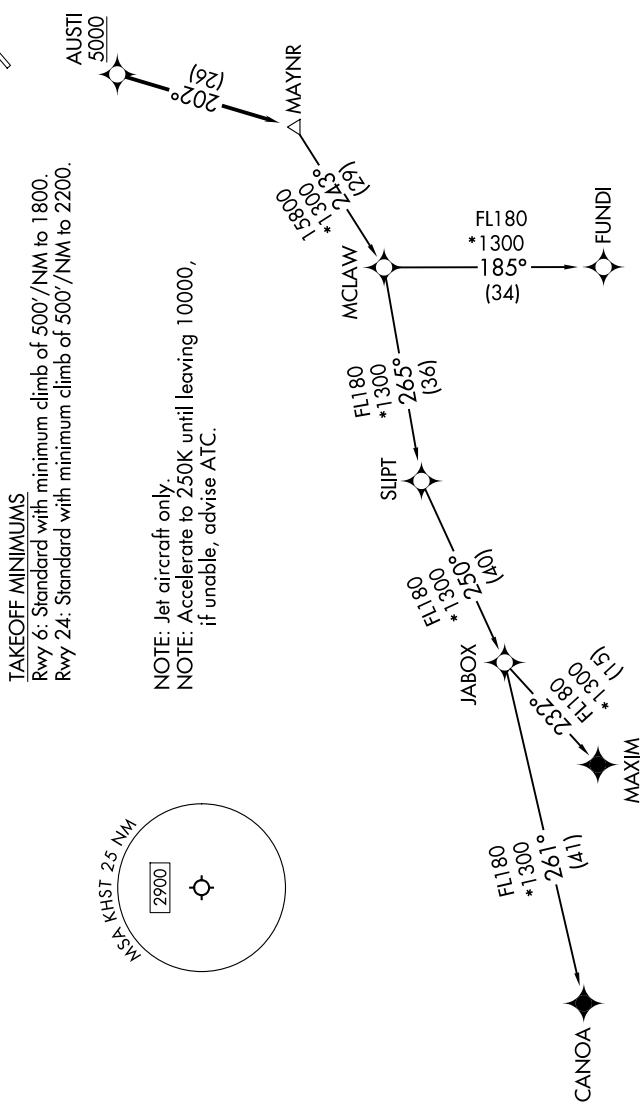 TAKEOFF MINIMUMS
Rwy 6: Standard with minimum climb of 500'/NM to 1800.
Rwy 24: Standard with minimum climb of 500'/NM to 2200.
NOTE: Jet aircraft only.
NOTE: Accelerate to 250K until leaving 10000,
if unable, advise ATC.
MSA KHST 25 NM
2900
AUSTI
5000
202°
(26)
MAYNR
15800
*1300
243°
(29)
MCLAW
FL180
*1300
185°
(34)
FUNDI
FL180
*1300
265°
(36)
SLIPT
FL180
*1300
250°
(40)
JABOX
232°
FL180
*1300
(15)
MAXIM
FL180
*1300
261°
(41)
CANOA